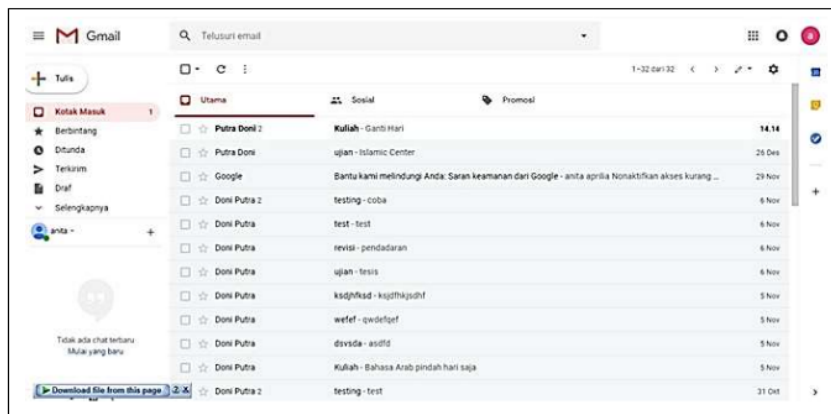 Gmail
Telusuri email
Tulis
1-32 dari 32
Utama
Sosial
Promosi
Kotak Masuk 1
Berbintang
Ditunda
Terkirim
Draf
Selengkapnya
anita
Tidak ada chat terbaru
Mulai yang baru
Putra Doni 2 Kuliah - Ganti Hari 14.14
Putra Doni ujian - Islamic Center 26 Des
Google Bantu kami melindungi Anda: Saran keamanan dari Google - anita aprilia Nonaktifkan akses kurang ... 29 Nov
Doni Putra 2 testing - coba 6 Nov
Doni Putra test - test 6 Nov
Doni Putra revisi - pendadaran 6 Nov
Doni Putra ujian - tesis 6 Nov
Doni Putra 5 Nov
Doni Putra wefef - qwdefqef 5 Nov
Doni Putra dsvsda - asdfd 5 Nov
Doni Putra Kuliah - Bahasa Arab pindah hari saja 5 Nov
Doni Putra 2 testing - test 31 Okt
Download file from this page 2 X